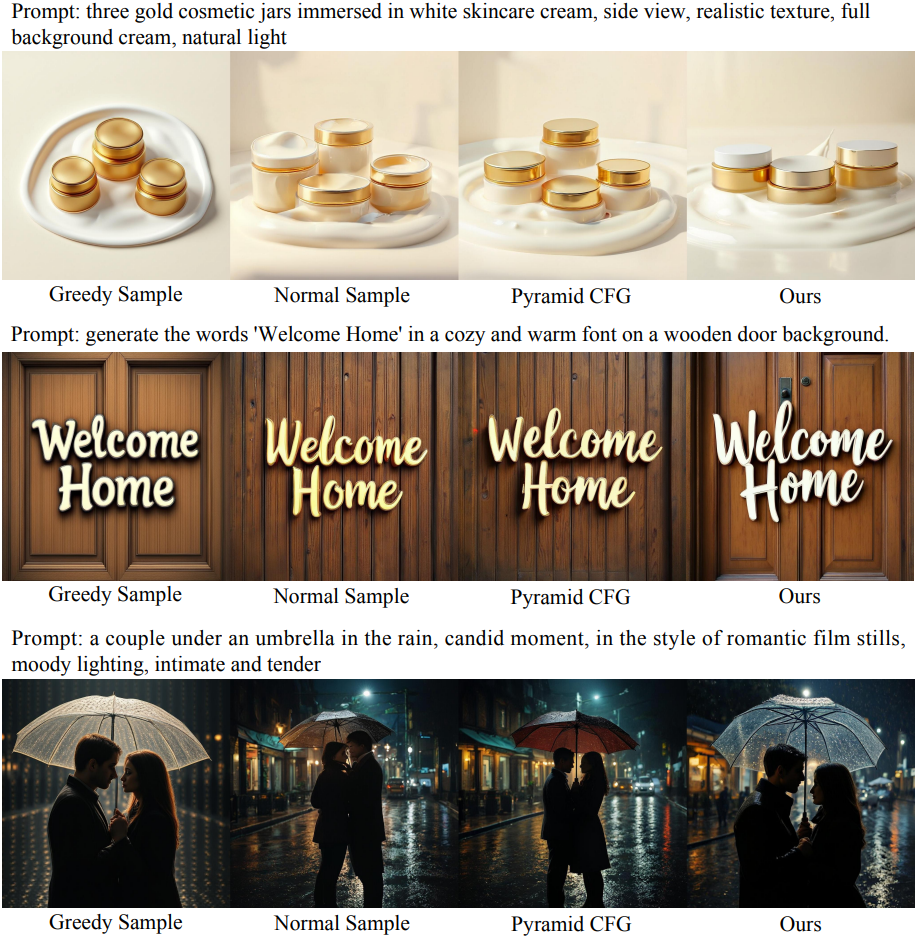 Prompt: three gold cosmetic jars immersed in white skincare cream, side view, realistic texture, full
background cream, natural light
Greedy Sample
Normal Sample
Pyramid CFG
Ours
Prompt: generate the words 'Welcome Home' in a cozy and warm font on a wooden door background.
Welcome
Home
Welcome
Home
Welcome
Home
Welcome
Home
Greedy Sample
Normal Sample
Pyramid CFG
Ours
Prompt: a couple under an umbrella in the rain, candid moment, in the style of romantic film stills,
moody lighting, intimate and tender
Greedy Sample
Normal Sample
Pyramid CFG
Ours